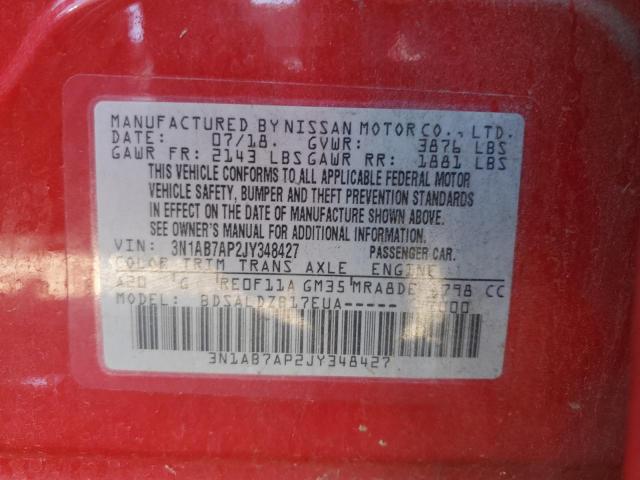 MANUFACTURED BY NISSAN MOTOR CO., LTD.
DATE: 07/18. GVWR: 3876 LBS
GAWR FR: 2143 LBS GAWR RR: 1881 LBS
THIS VEHICLE CONFORMS TO ALL APPLICABLE FEDERAL MOTOR
VEHICLE SAFETY, BUMPER AND THEFT PREVENTION STANDARDS
IN EFFECT ON THE DATE OF MANUFACTURE SHOWN ABOVE.
SEE OWNER'S MANUAL FOR ADDITIONAL INFORMATION.
VIN: 3N1AB7AP2JY348427 PASSENGER CAR.
COLOR TRIM TRANS AXLE ENGINE
A20 G RE0F11A GM35 MRA8DE 1798 CC
MODEL: BDSALDZB17EUA-----
3N1AB7AP2JY348427